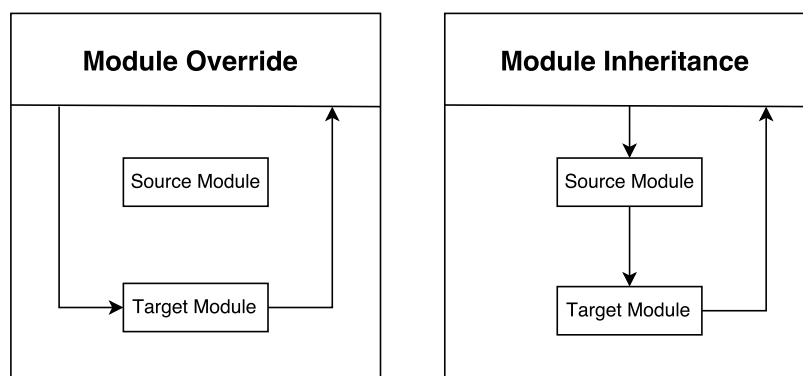 Module Override
Source Module
Target Module
Module Inheritance
Source Module
Target Module